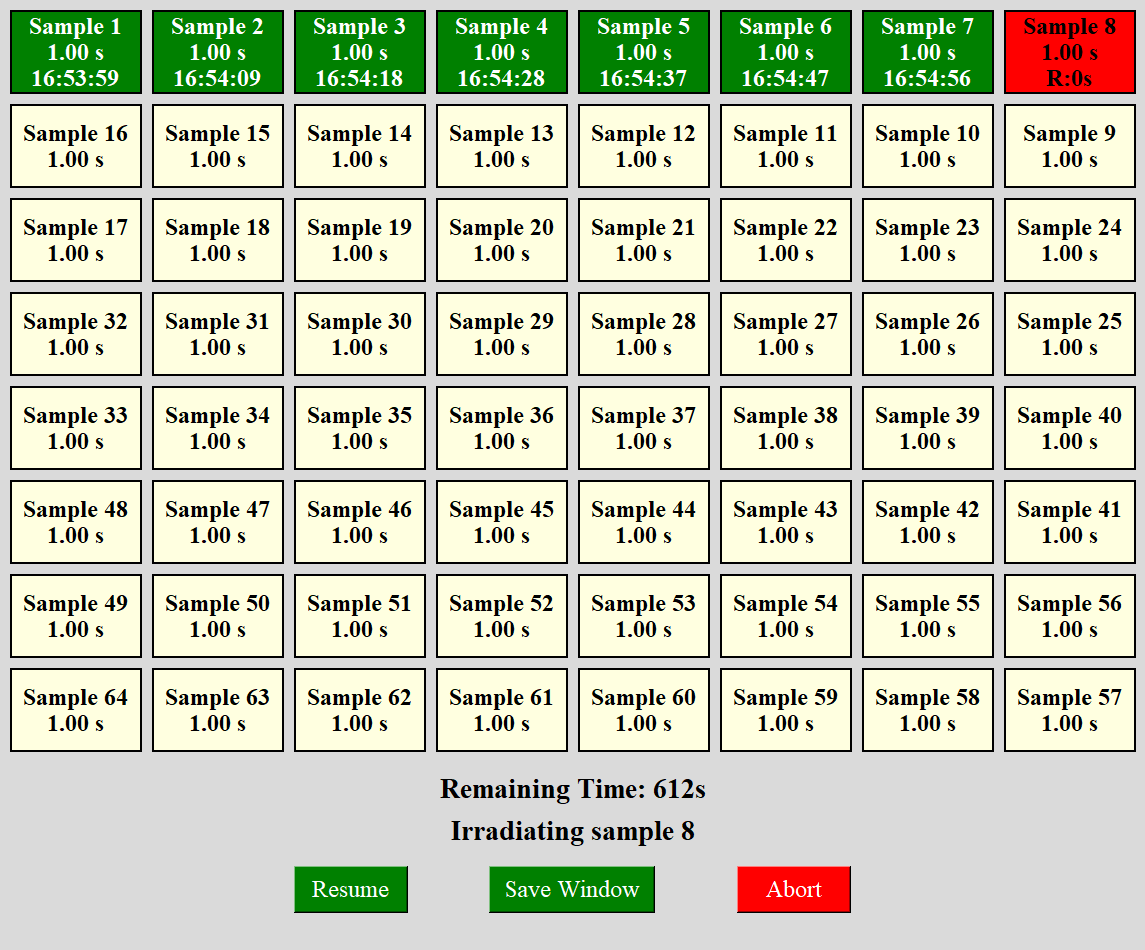 Sample 1
1.00 s
16:53:59
Sample 2
1.00 s
16:54:09
Sample 3
1.00 s
16:54:18
Sample 4
1.00 s
16:54:28
Sample 5
1.00 s
16:54:37
Sample 6
1.00 s
16:54:47
Sample 7
1.00 s
16:54:56
Sample 8
1.00 s
R:0s
Sample 16
1.00 s
Sample 15
1.00 s
Sample 14
1.00 s
Sample 13
1.00 s
Sample 12
1.00 s
Sample 11
1.00 s
Sample 10
1.00 s
Sample 9
1.00 s
Sample 17
1.00 s
Sample 18
1.00 s
Sample 19
1.00 s
Sample 20
1.00 s
Sample 21
1.00 s
Sample 22
1.00 s
Sample 23
1.00 s
Sample 24
1.00 s
Sample 32
1.00 s
Sample 31
1.00 s
Sample 30
1.00 s
Sample 29
1.00 s
Sample 28
1.00 s
Sample 27
1.00 s
Sample 26
1.00 s
Sample 25
1.00 s
Sample 33
1.00 s
Sample 34
1.00 s
Sample 35
1.00 s
Sample 36
1.00 s
Sample 37
1.00 s
Sample 38
1.00 s
Sample 39
1.00 s
Sample 40
1.00 s
Sample 48
1.00 s
Sample 47
1.00 s
Sample 46
1.00 s
Sample 45
1.00 s
Sample 44
1.00 s
Sample 43
1.00 s
Sample 42
1.00 s
Sample 41
1.00 s
Sample 49
1.00 s
Sample 50
1.00 s
Sample 51
1.00 s
Sample 52
1.00 s
Sample 53
1.00 s
Sample 54
1.00 s
Sample 55
1.00 s
Sample 56
1.00 s
Sample 64
1.00 s
Sample 63
1.00 s
Sample 62
1.00 s
Sample 61
1.00 s
Sample 60
1.00 s
Sample 59
1.00 s
Sample 58
1.00 s
Sample 57
1.00 s
Remaining Time: 612s
Irradiating sample 8
Resume
Save Window
Abort